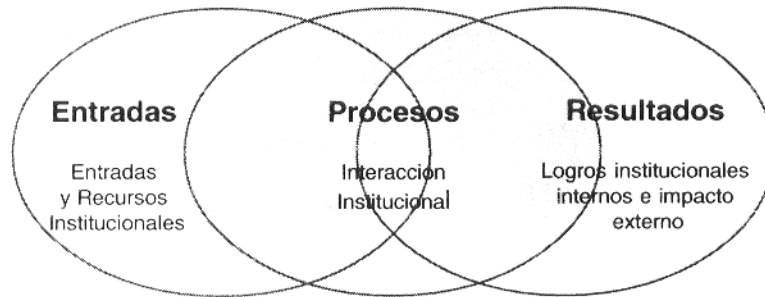 Entradas
Entradas
y Recursos
Institucionales
Procesos
Interaccion
Institucional
Resultados
Logros institucionales
internos e impacto
externo